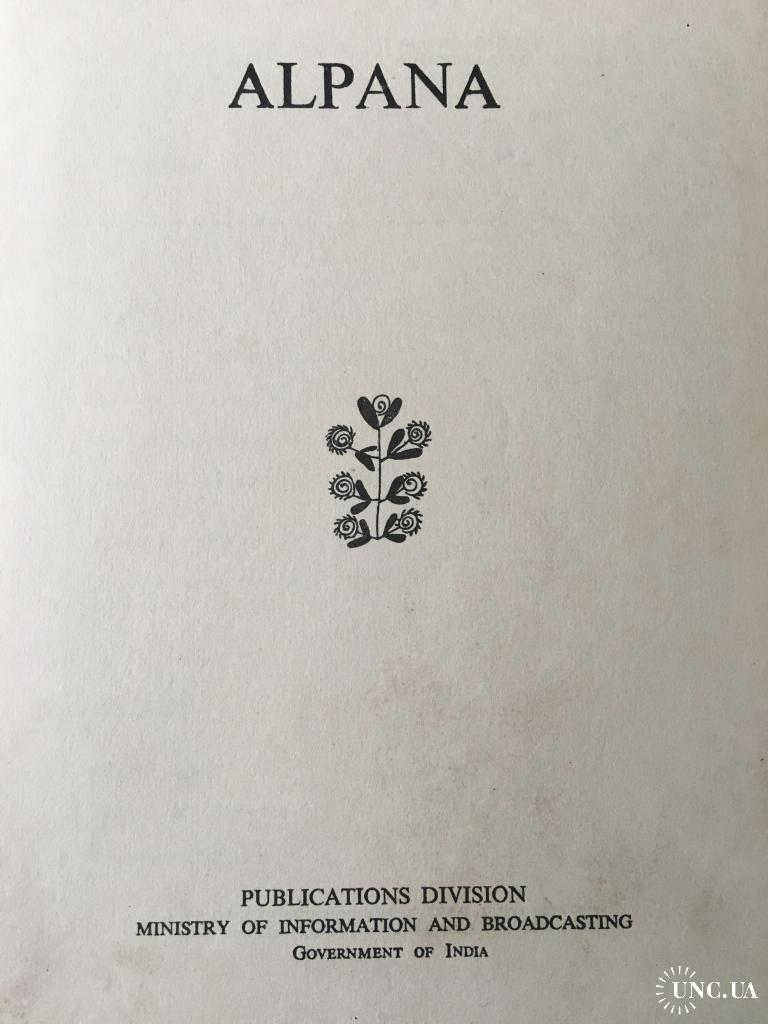 ALPANA
PUBLICATIONS DIVISION
MINISTRY OF INFORMATION AND BROADCASTING
GOVERNMENT OF INDIA
UNC.UA